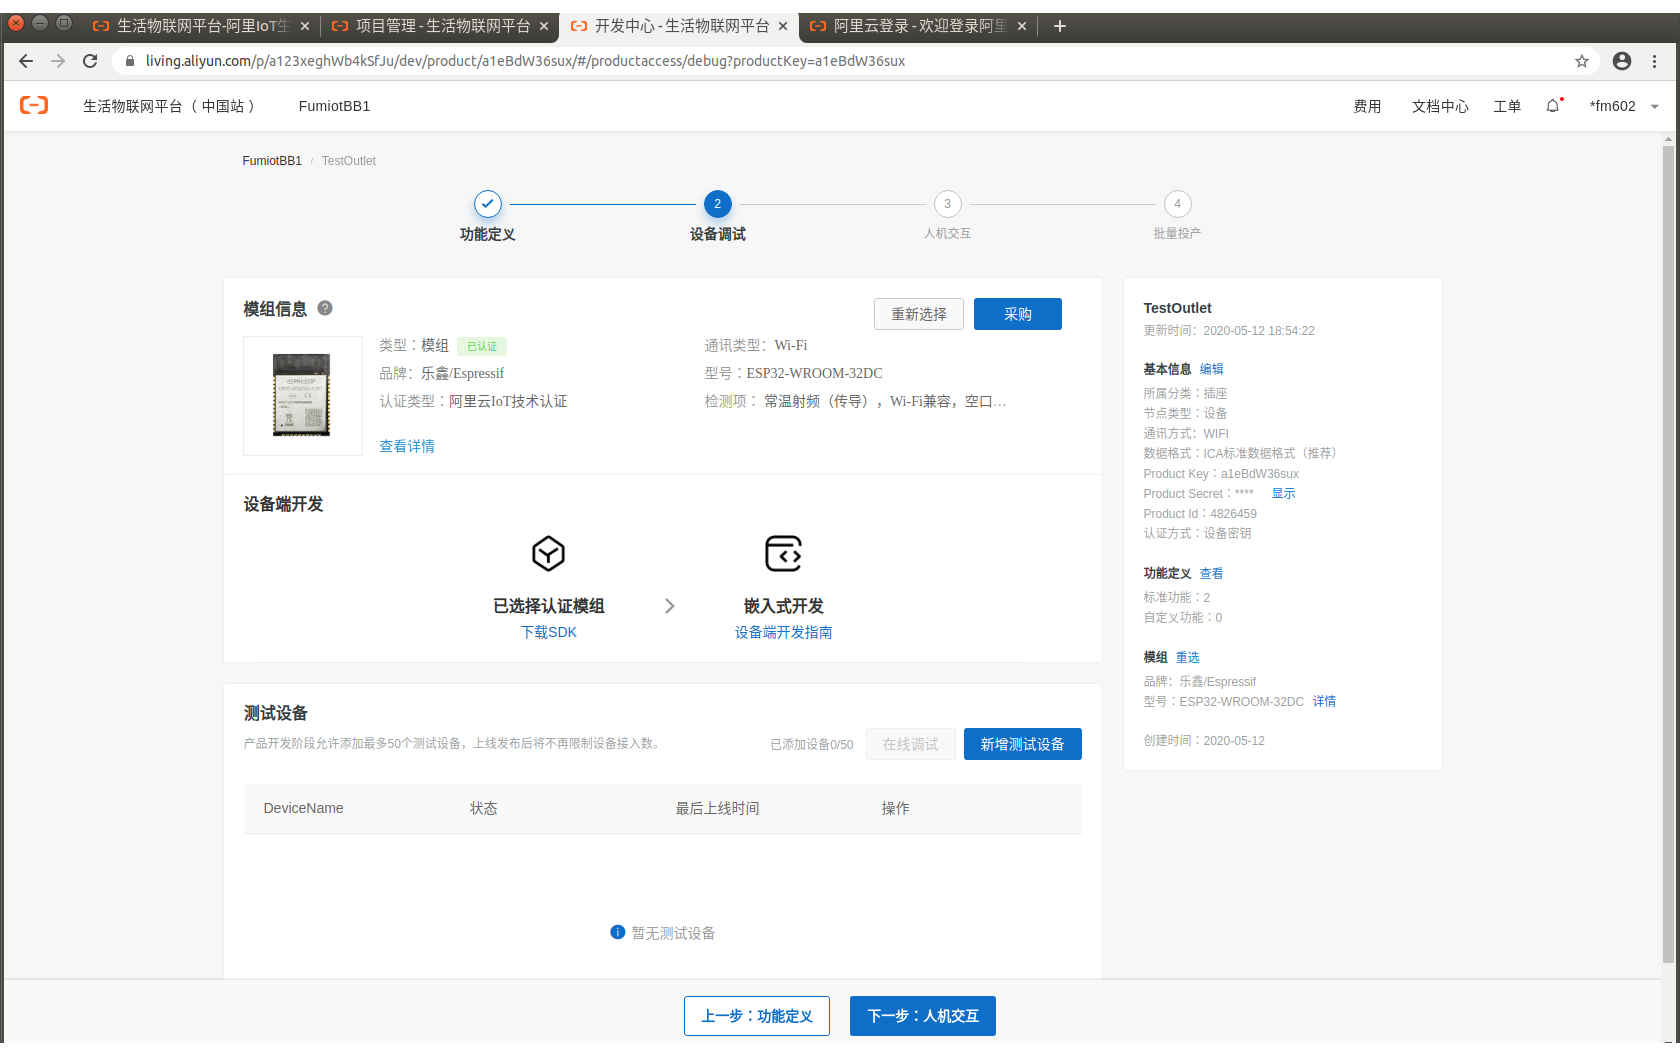 生活物联网平台-阿里IoT生
项目管理 - 生活物联网平台
开发中心 - 生活物联网平台
阿里云登录 - 欢迎登录阿里
living.aliyun.com/p/a123xeghWb4kSfJu/dev/product/a1eBdW36sux/#/productaccess/debug?productKey=a1eBdW36sux
生活物联网平台（ 中国站 ）
FumiotBB1
费用
文档中心
工单
*fm602
FumiotBB1 / TestOutlet
2
3
4
功能定义
设备调试
人机交互
批量投产
模组信息 ?
重新选择
采购
类型：模组 已认证
通讯类型：Wi-Fi
品牌：乐鑫/Espressif
型号：ESP32-WROOM-32DC
认证类型：阿里云IoT技术认证
检测项： 常温射频（传导），Wi-Fi兼容，空口…
查看详情
设备端开发
已选择认证模组
下载SDK
嵌入式开发
设备端开发指南
测试设备
产品开发阶段允许添加最多50个测试设备，上线发布后将不再限制设备接入数。
已添加设备0/50
在线调试
新增测试设备
DeviceName
状态
最后上线时间
操作
暂无测试设备
TestOutlet
更新时间：2020-05-12 18:54:22
基本信息 编辑
所属分类：插座
节点类型：设备
通讯方式：WIFI
数据格式：ICA标准数据格式（推荐）
Product Key：a1eBdW36sux
Product Secret：**** 显示
Product Id：4826459
认证方式：设备密钥
功能定义 查看
标准功能：2
自定义功能：0
模组 重选
品牌：乐鑫/Espressif
型号：ESP32-WROOM-32DC 详情
创建时间：2020-05-12
上一步：功能定义
下一步：人机交互